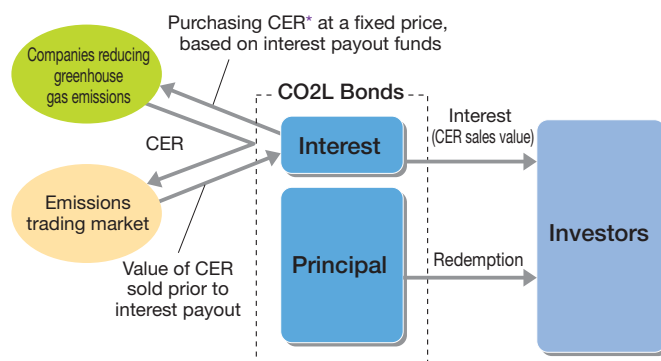 Purchasing CER* at a fixed price,
based on interest payout funds
Companies reducing
greenhouse
gas emissions
CO2L Bonds
CER
Interest
Interest
(CER sales value)
Emissions
trading market
Investors
Principal
Redemption
Value of CER
sold prior to
interest payout